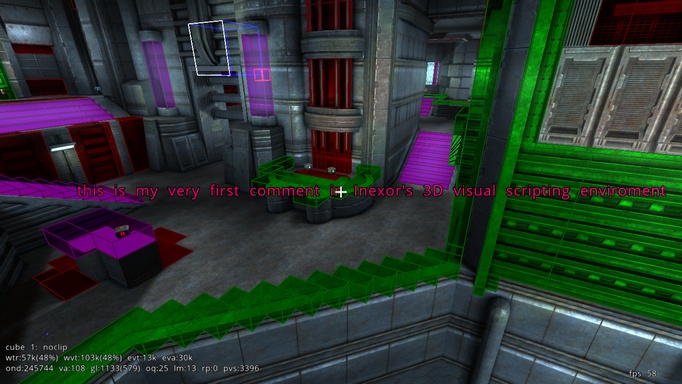 this is my very first comment in Inexor's 3D visual scripting enviroment
cube 1: noclip
wtr:57k(48%) wvt:103k(48%) evt:13k eva:30k
ond:245744 va:108 gl:1133(579) oq:25 lm:13 rp:0 pvs:3396
fps 58